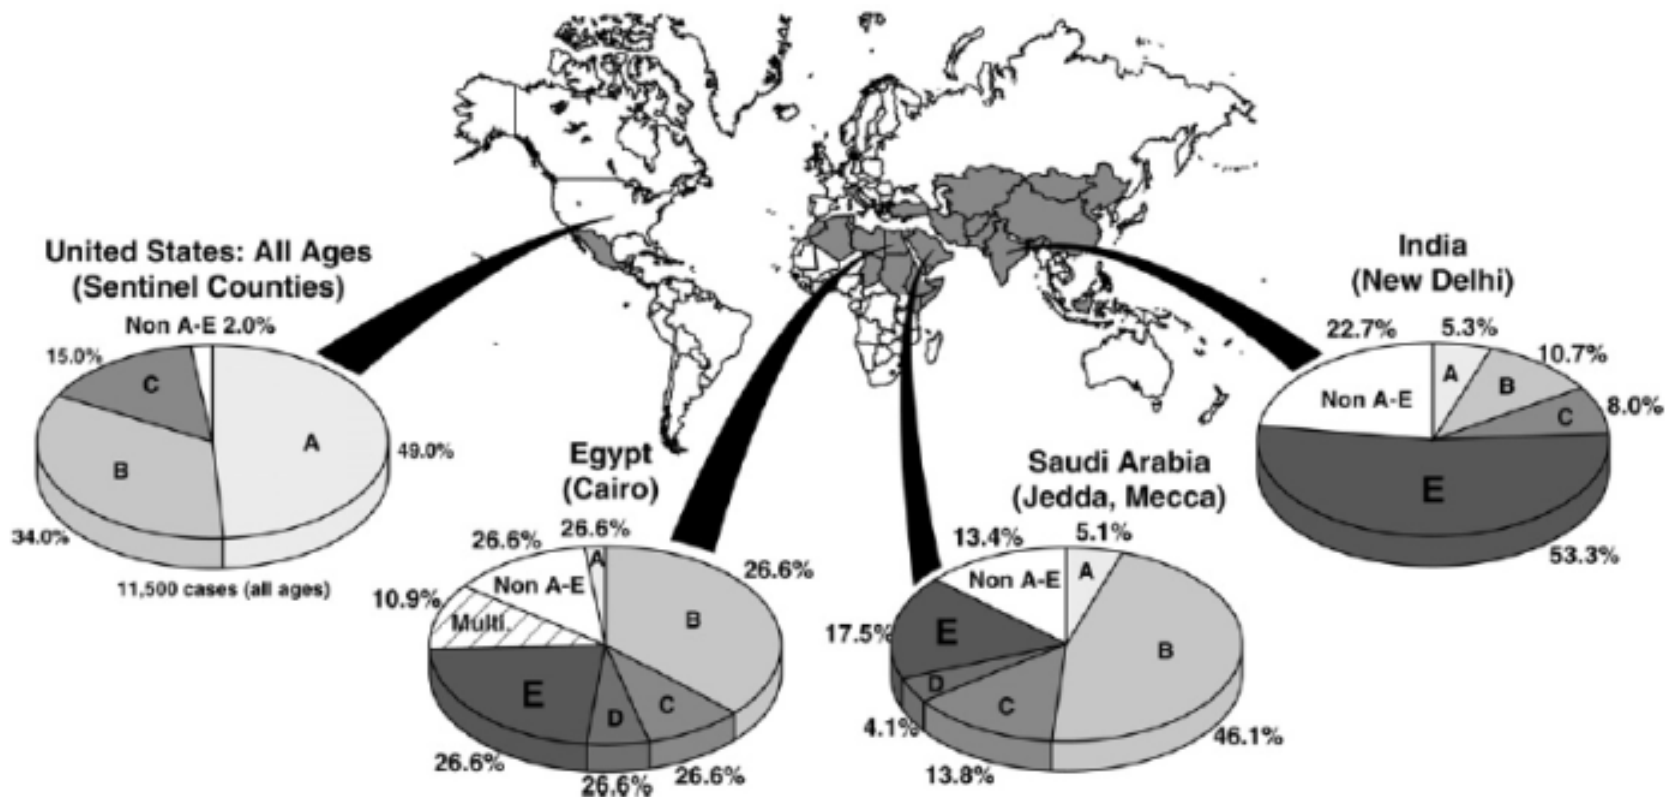 United States: All Ages
(Sentinel Counties)
Non A-E 2.0%
15.0%
C
A
49.0%
B
34.0%
11,500 cases (all ages)
Egypt
(Cairo)
26.6%
26.6%
A
26.6%
Non A-E
10.9%
Multi.
B
E
D
C
26.6%
26.6%
26.6%
Saudi Arabia
(Jedda, Mecca)
13.4%
5.1%
Non A-E
A
17.5%
E
B
D
C
4.1%
46.1%
13.8%
India
(New Delhi)
22.7%
5.3%
10.7%
A
B
Non A-E
C
8.0%
E
53.3%